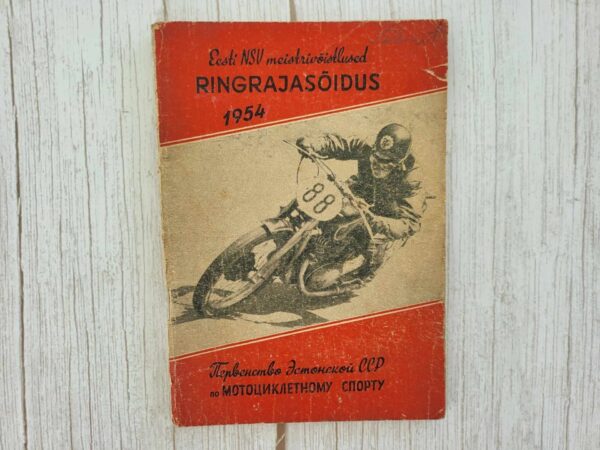 Eesti NSV meistrivõistlused
RINGRAJASÕIDUS
1954
88
Первенство Эстонской ССР
по МОТОЦИКЛЕТНОМУ СПОРТУ